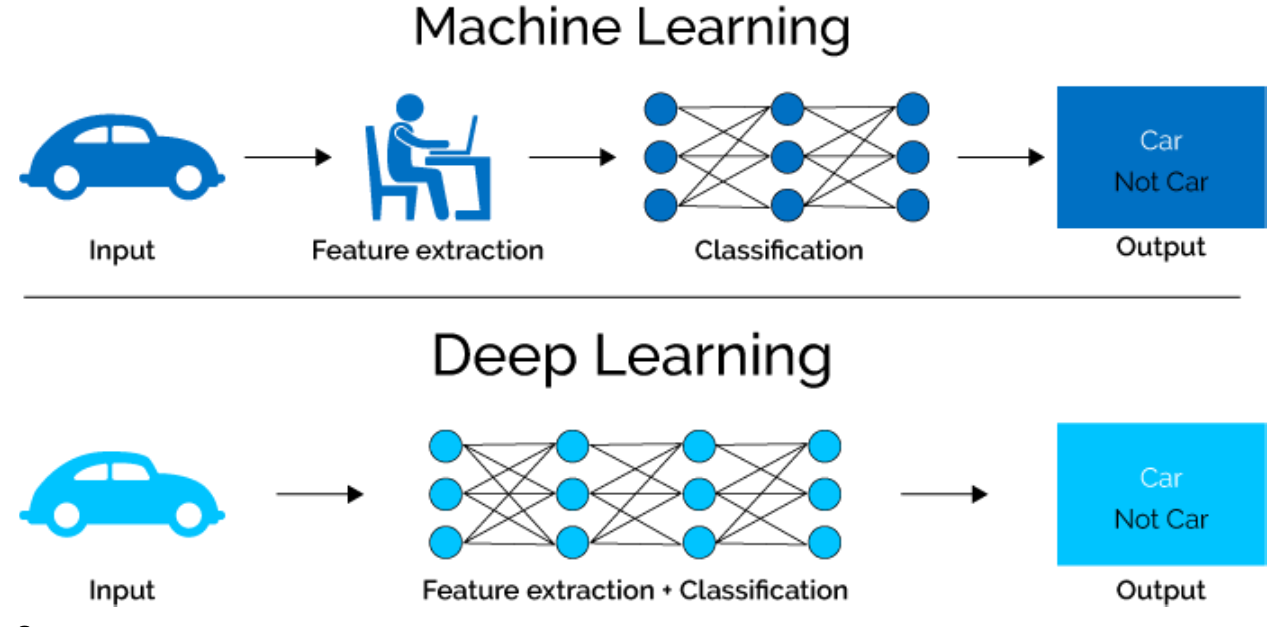 Machine Learning
Car
Not Car
Input
Feature extraction
Classification
Output
Deep Learning
Car
Not Car
Input
Feature extraction + Classification
Output